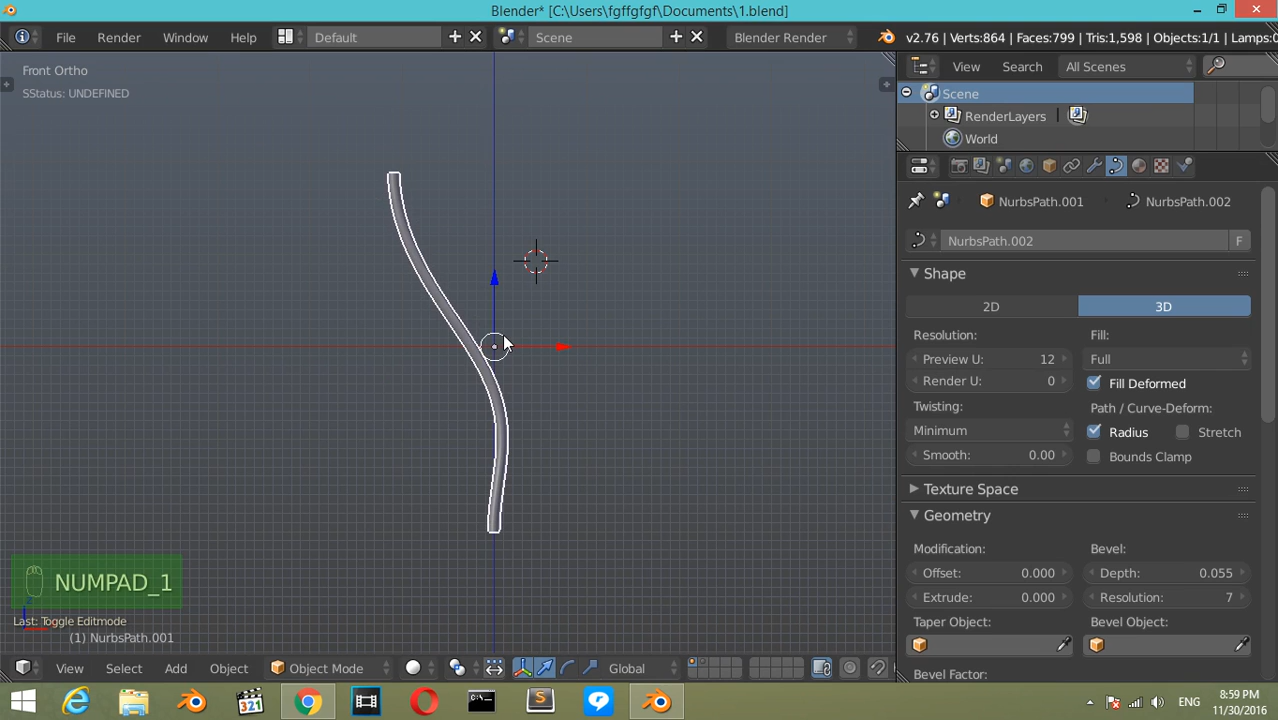 Blender* [C:\Users\fgffgfgf\Documents\1.blend]
File Render Window Help Default Scene Blender Render v2.76 | Verts:864 | Faces:799 | Tris:1,598 | Objects:1/1 | Lamps:0
Front Ortho
SStatus: UNDEFINED
View Search All Scenes
Scene
RenderLayers
World
NurbsPath.001 NurbsPath.002
NurbsPath.002 F
Shape
2D 3D
Resolution: Fill:
Preview U: 12 Full
Render U: 0 Fill Deformed
Twisting: Path / Curve-Deform:
Minimum Radius Stretch
Smooth: 0.00 Bounds Clamp
Texture Space
Geometry
Modification: Bevel:
Offset: 0.000 Depth: 0.055
Extrude: 0.000 Resolution: 7
Taper Object: Bevel Object:
Bevel Factor:
NUMPAD_1
Last: Toggle Editmode
(1) NurbsPath.001
View Select Add Object Object Mode Global
321
ENG
8:59 PM
11/30/2016